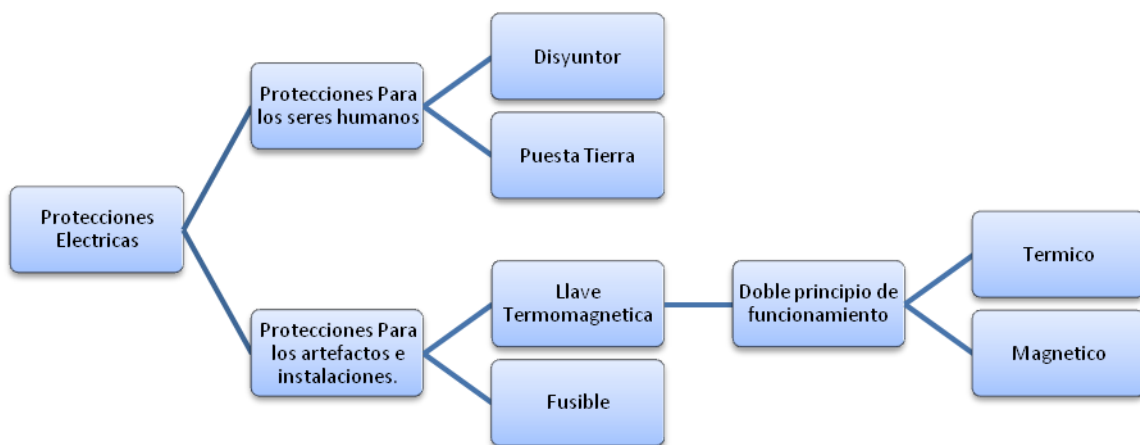 Protecciones
Electricas
Protecciones Para
los seres humanos
Disyuntor
Puesta Tierra
Protecciones Para
los artefactos e
instalaciones.
Llave
Termomagnetica
Fusible
Doble principio de
funcionamiento
Termico
Magnetico